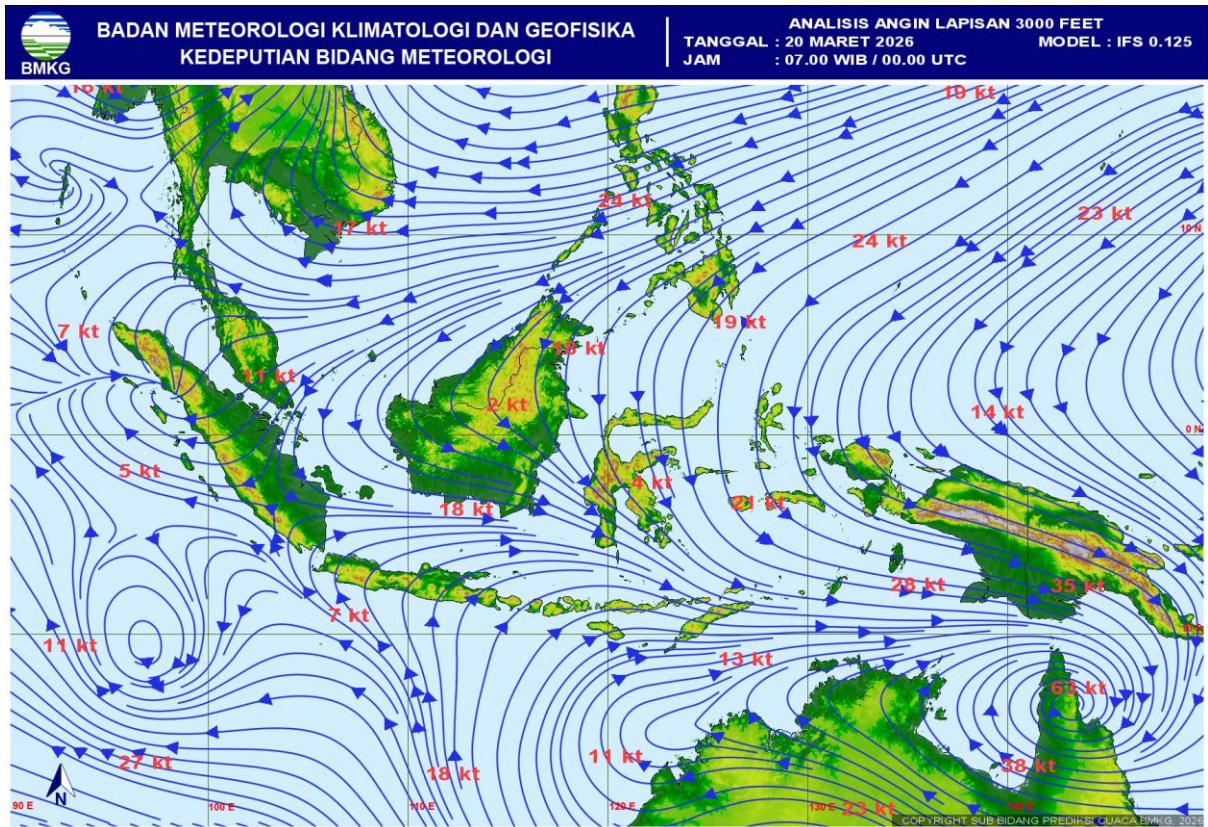 BMKG
BADAN METEOROLOGI KLIMATOLOGI DAN GEOFISIKA
KEDEPUTIAN BIDANG METEOROLOGI
ANALISIS ANGIN LAPISAN 3000 FEET
TANGGAL : 20 MARET 2026 MODEL : IFS 0.125
JAM : 07.00 WIB / 00.00 UTC
16 kt
19 kt
24 kt
23 kt
17 kt
10 N
24 kt
19 kt
7 kt
18 kt
11 kt
2 kt
14 kt
0 N
5 kt
4 kt
18 kt
21 kt
28 kt
35 kt
7 kt
11 kt
13 kt
63 kt
27 kt
18 kt
11 kt
38 kt
N
90 E
100 E
110 E
120 E
130 E
23 kt
140 E
COPYRIGHT SUB BIDANG PREDIKSI CUACA BMKG, 2026